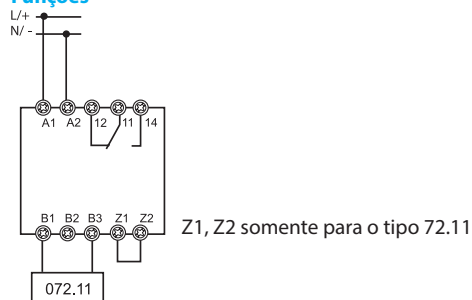 Funções
L/+
N/ -
A1 A2 12 11 14
B1 B2 B3 Z1 Z2
Z1, Z2 somente para o tipo 72.11
072.11